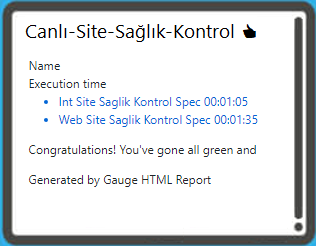 Canlı-Site-Sağlık-Kontrol
Name
Execution time
Int Site Saglik Kontrol Spec 00:01:05
Web Site Saglik Kontrol Spec 00:01:35
Congratulations! You've gone all green and
Generated by Gauge HTML Report